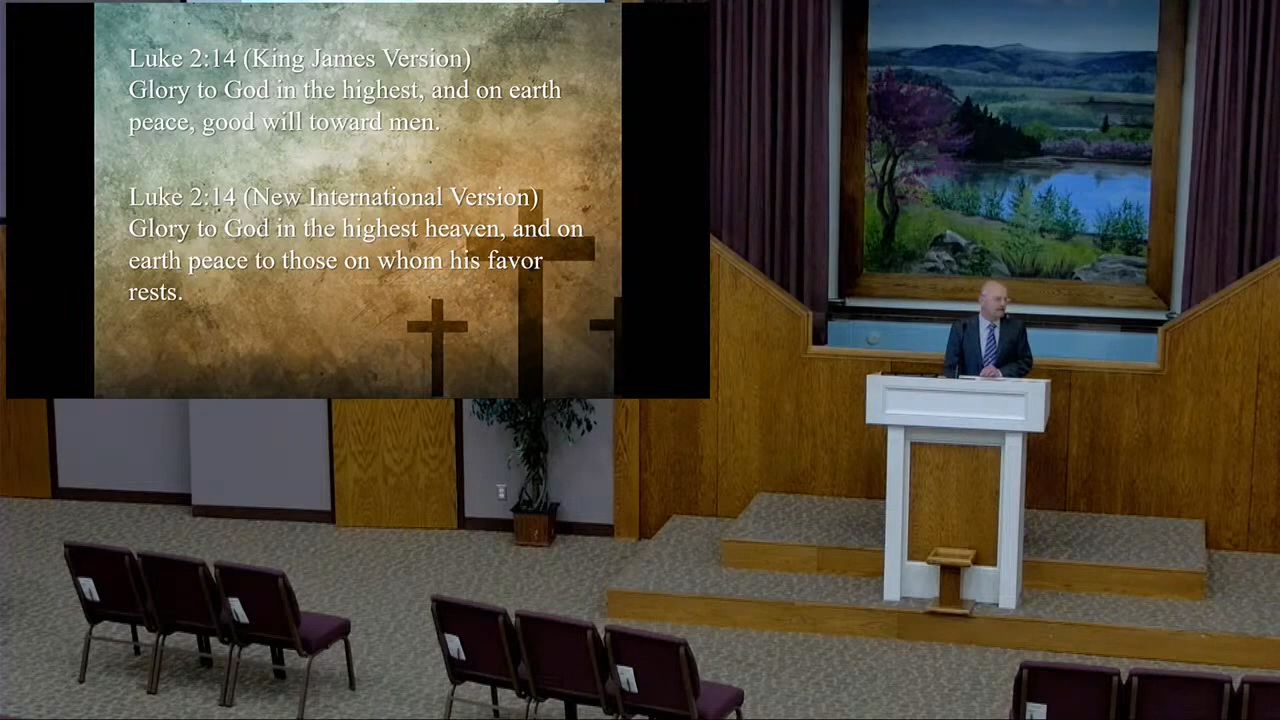 Luke 2:14 (King James Version)
Glory to God in the highest, and on earth
peace, good will toward men.
Luke 2:14 (New International Version)
Glory to God in the highest heaven, and on
earth peace to those on whom his favor
rests.